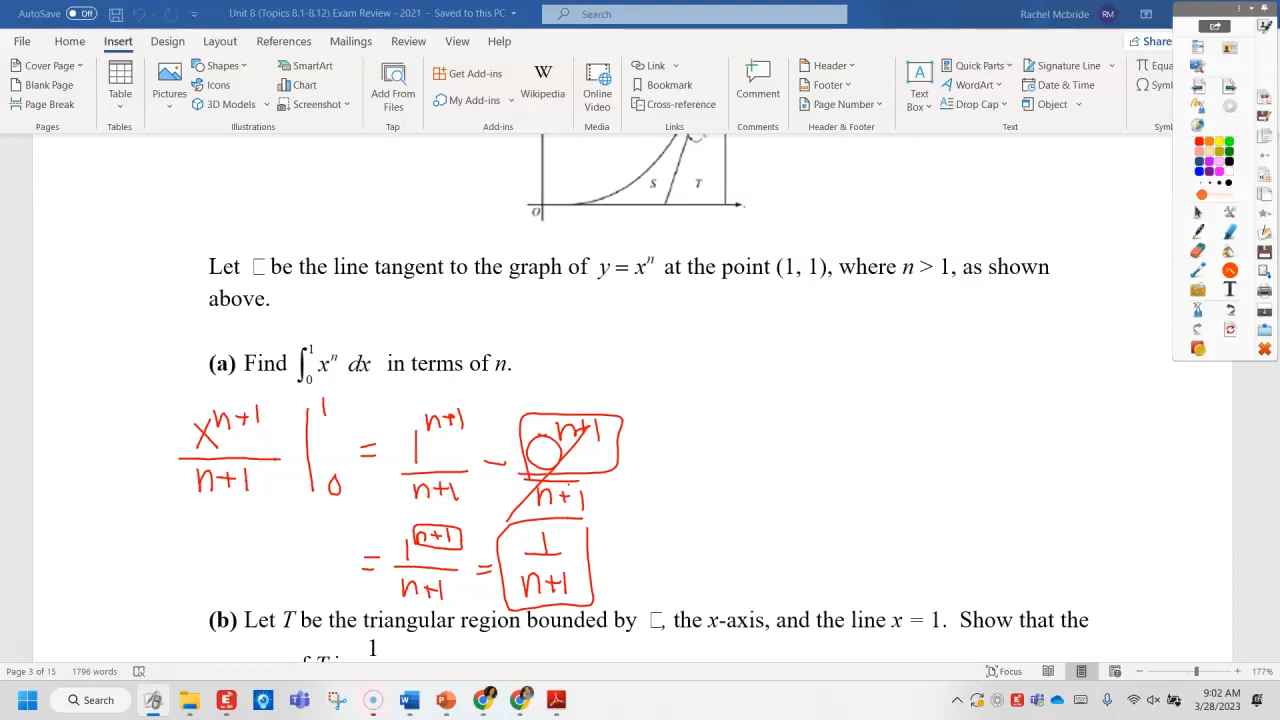 AutoSave Off Unit 8 (Topics 8.1-8.12) Exam Review - 2021 - Saved to this PC Search Rachel Mcbride RM
File Home Insert Design Layout References Mailings Review View Help Share
Cover Page Shapes SmartArt Get Add-ins Link Header Quick Parts Signature Line Equa
Blank Page Icons Chart Bookmark Footer WordArt Date & Time Symb
Page Break 3D Models Screenshot My Add-ins Cross-reference Page Number Drop Cap Object
Table Pictures Add From Files Wikipedia Online Video Comment Text Box
Pages Tables Illustrations Tap Add-ins Media Links Comments Header & Footer Text Symb
S T
O
Let □ be the line tangent to the graph of y = xⁿ at the point (1, 1), where n > 1, as shown
above.
(a) Find ∫₀¹ xⁿ dx in terms of n.
x^(n+1)/(n+1) |₀¹ = 1^(n+1)/(n+1) - 0^(n+1)/(n+1)
= 1^(n+1)/(n+1) = 1/(n+1)
(b) Let T be the triangular region bounded by □, the x-axis, and the line x = 1. Show that the
1
Page 3 of 15 1796 words Focus 177%
Search 9:02 AM
3/28/2023